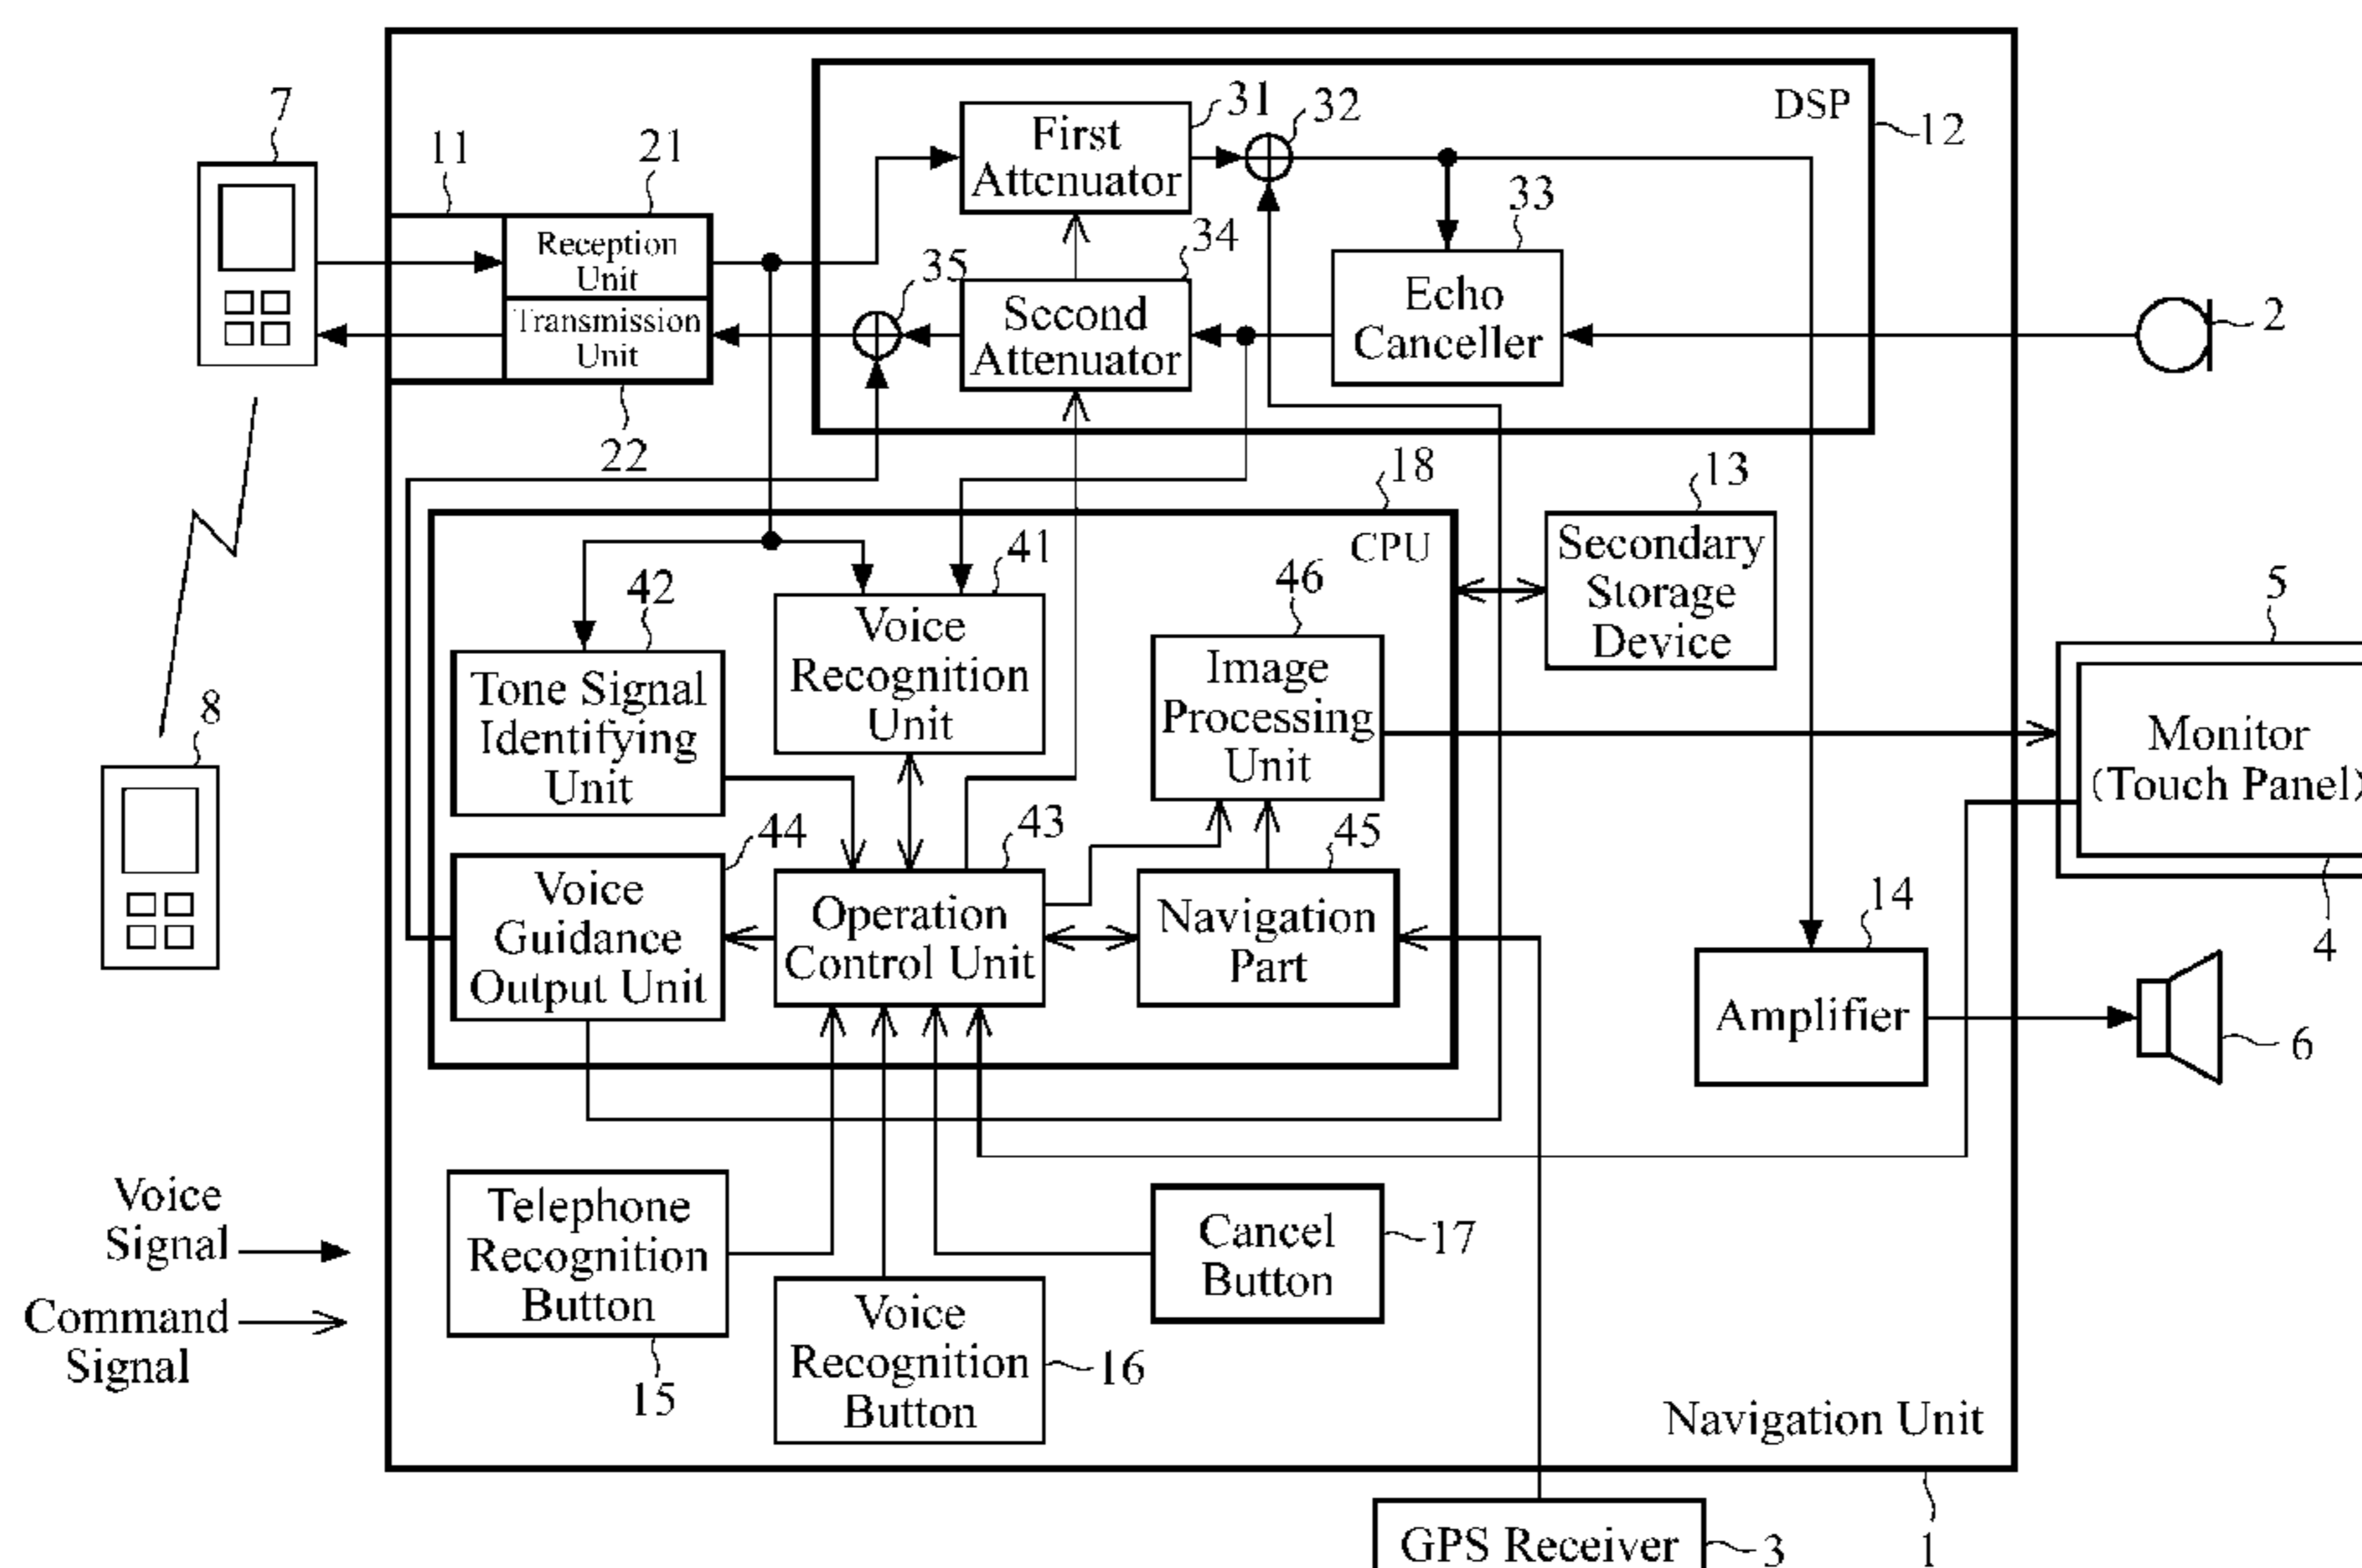 DSP
7
31
32
12
11
21
First
Attenuator
33
34
35
Reception
Unit
Second
Attenuator
Echo
Canceller
2
Transmission
Unit
22
18
13
CPU
41
Secondary
Storage
Device
42
46
5
Voice
Recognition
Unit
Image
Processing
Unit
Tone Signal
Identifying
Unit
8
Monitor
(Touch Panel)
44
43
45
14
4
Voice
Guidance
Output Unit
Operation
Control Unit
Navigation
Part
Amplifier
6
Voice
Signal
Telephone
Recognition
Button
Cancel
Button
17
Command
Signal
Voice
Recognition
Button
16
15
Navigation Unit
GPS Receiver
3
1